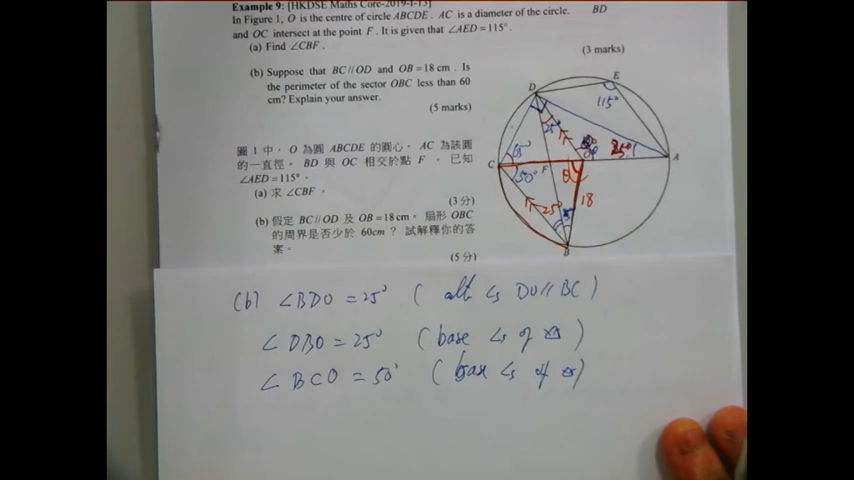 Example 9: [HKDSE Maths Core-2019-I-13]
In Figure 1, O is the centre of circle ABCDE. AC is a diameter of the circle. BD
and OC intersect at the point F. It is given that ∠AED=115°.
(a) Find ∠CBF.
(3 marks)
(b) Suppose that BC//OD and OB=18 cm. Is
the perimeter of the sector OBC less than 60
cm? Explain your answer.
(5 marks)
圖 1 中，O 為圓 ABCDE 的圓心。AC 為該圓
的一直徑。BD 與 OC 相交於點 F。已知
∠AED=115°。
(a) 求 ∠CBF。
(3 分)
(b) 假定 BC//OD 及 OB=18 cm。扇形 OBC
的周界是否少於 60cm？試解釋你的答
案。
(5 分)
D
E
115°
25°
65°
25°
A
C
F
O
50°
θ
25°
18
B
(b) ∠BDO = 25° ( alt ∠s DO// BC )
∠DBO = 25° ( base ∠s of △ )
∠BCO = 50° ( base ∠s of △ )